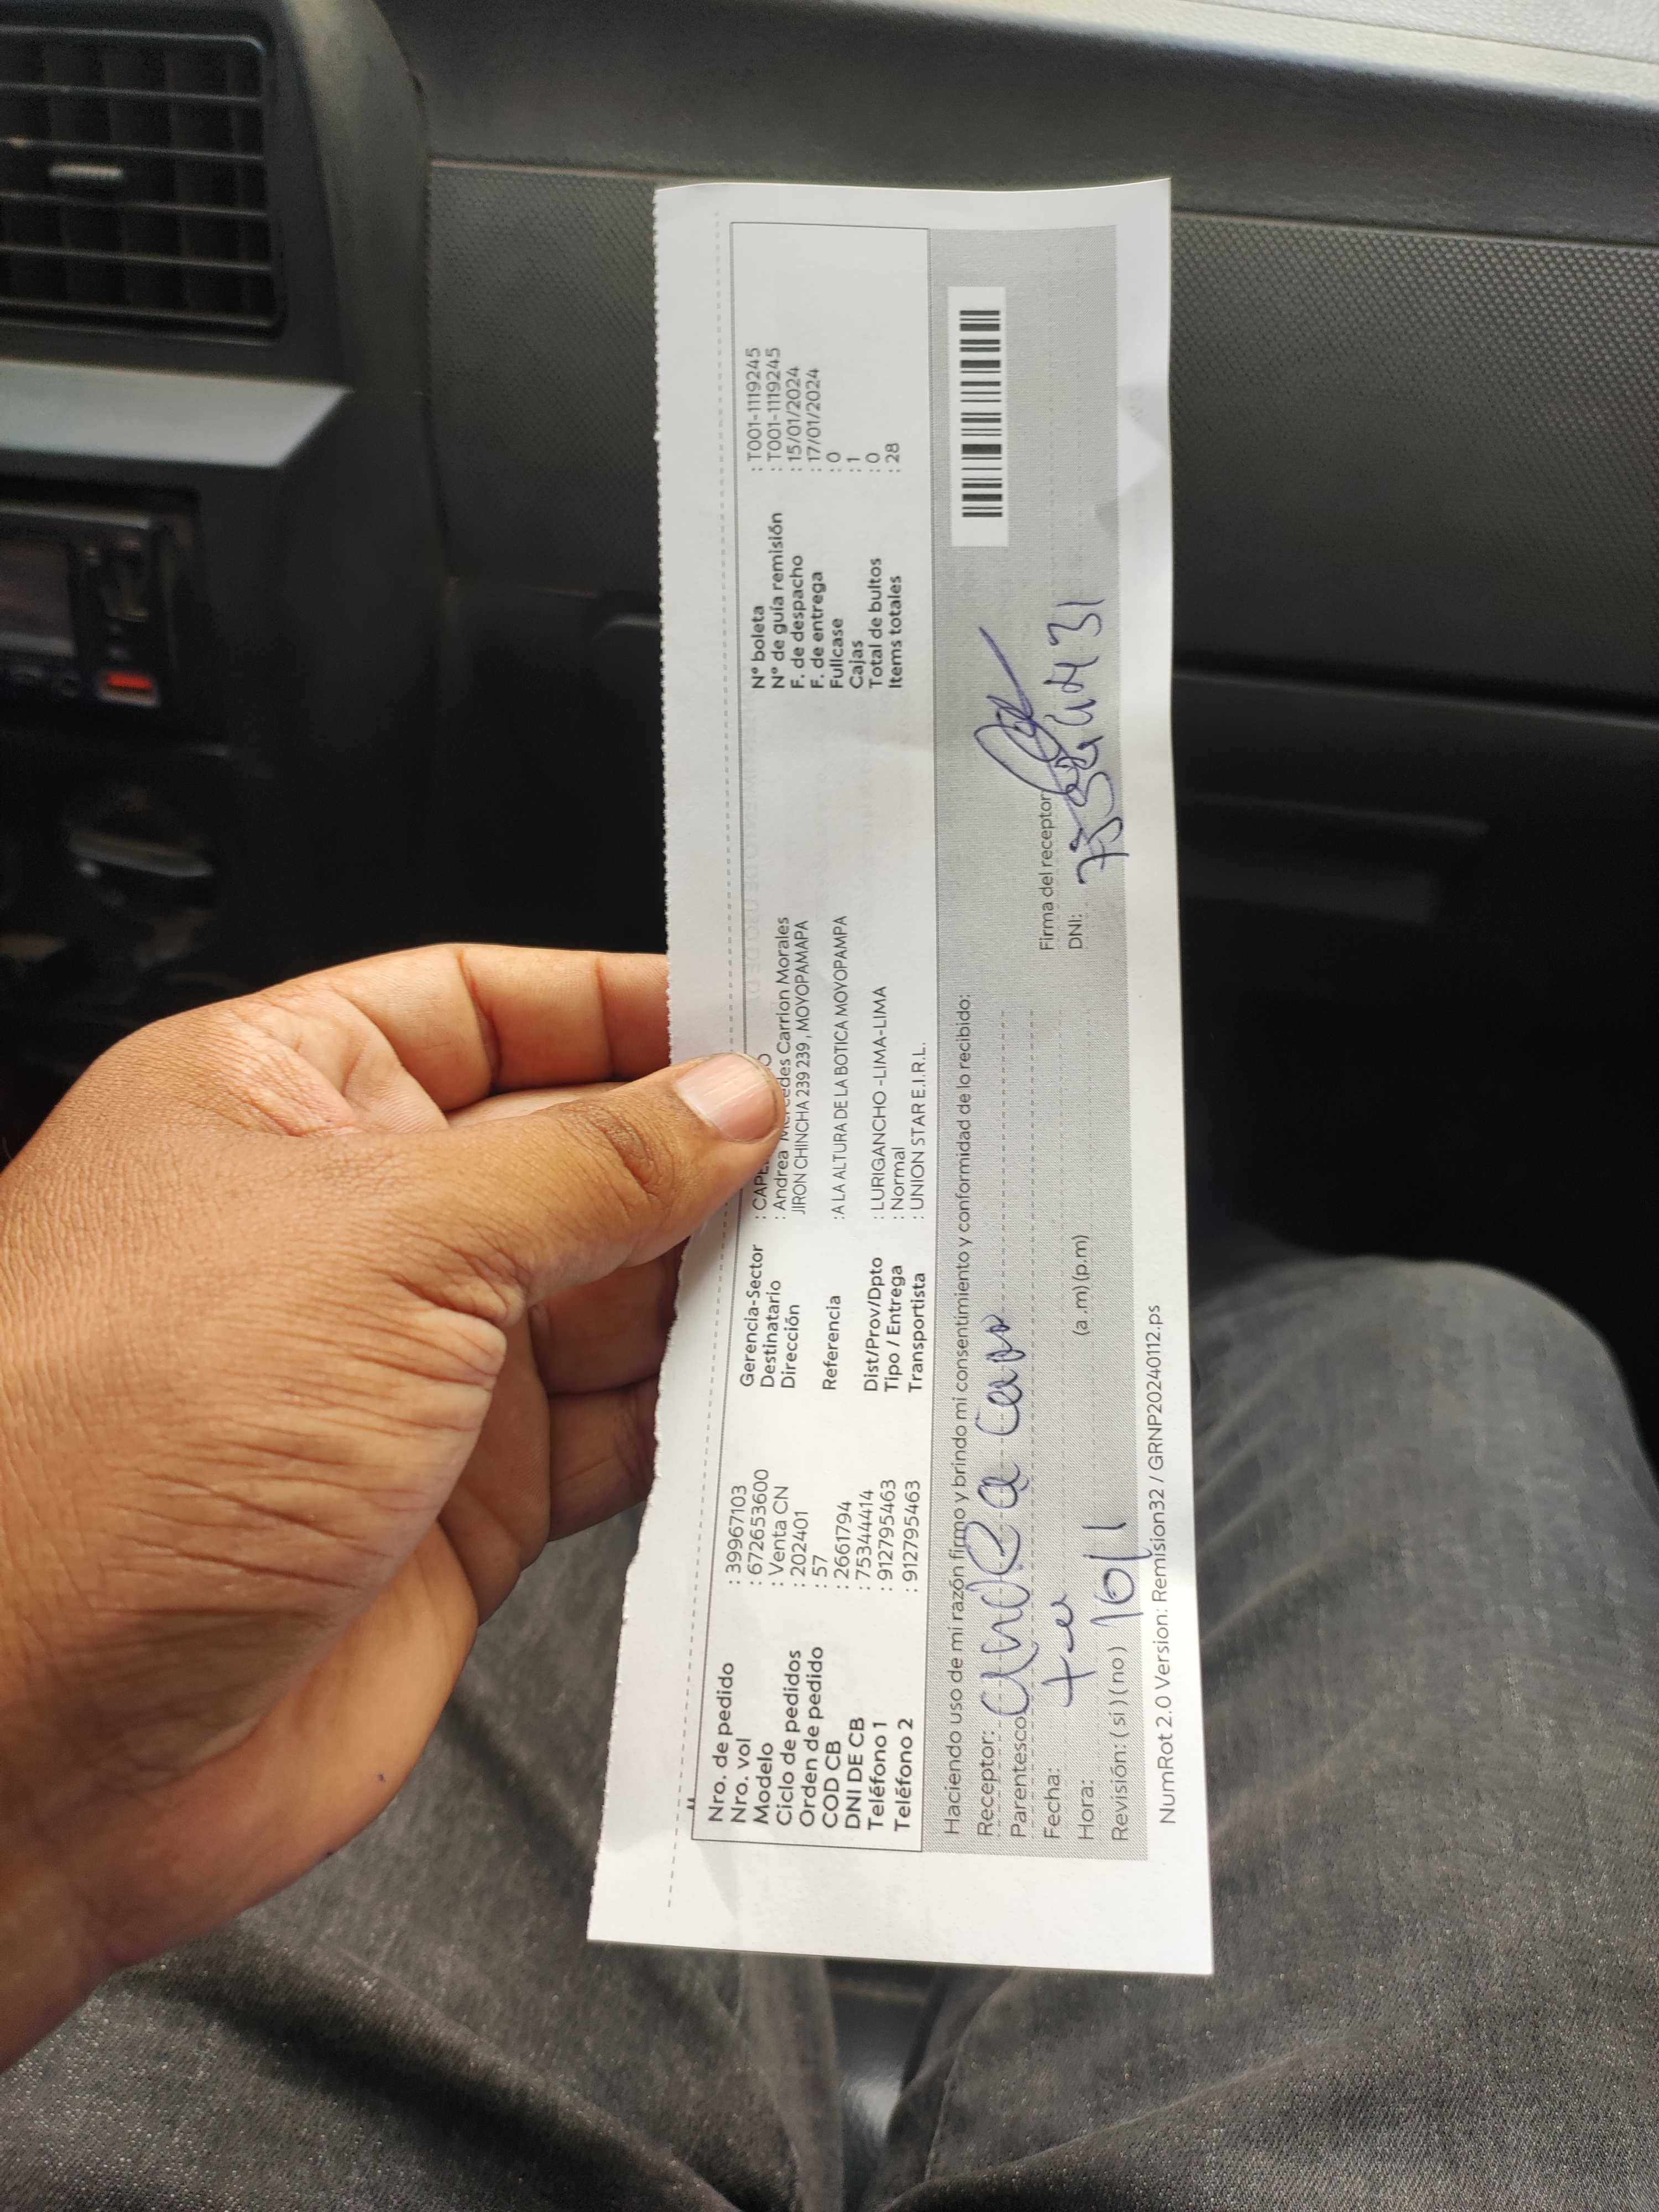 Nro. de pedido : 39967103
Nro. vol : 672653600
Modelo : Venta CN
Ciclo de pedidos : 202401
Orden de pedido : 57
COD CB : 2661794
DNI DE CB : 75344414
Teléfono 1 : 912795463
Teléfono 2 : 912795463
Gerencia-Sector :
Destinatario : Andrea Mercedes Carrion Morales
Dirección JIRON CHINCHA 239 239 , MOYOPAMAPA
Referencia :A LA ALTURA DE LA BOTICA MOYOPAMPA
Dist/Prov/Dpto : LURIGANCHO -LIMA-LIMA
Tipo / Entrega : Normal
Transportista : UNION STAR E.I.R.L.
N° boleta : T001-1119245
N° de guía remisión : T001-1119245
F. de despacho : 15/01/2024
F. de entrega : 17/01/2024
Fullcase : 0
Cajas : 1
Total de bultos : 0
Items totales : 28
Haciendo uso de mi razón firmo y brindo mi consentimiento y conformidad de lo recibido:
Receptor:
Parentesco
Fecha:
Hora: (a .m) (p.m)
Revisión: ( si ) ( no )
Firma del receptor
DNI:
NumRot 2.0 Version: Remision32 / GRNP20240112.ps